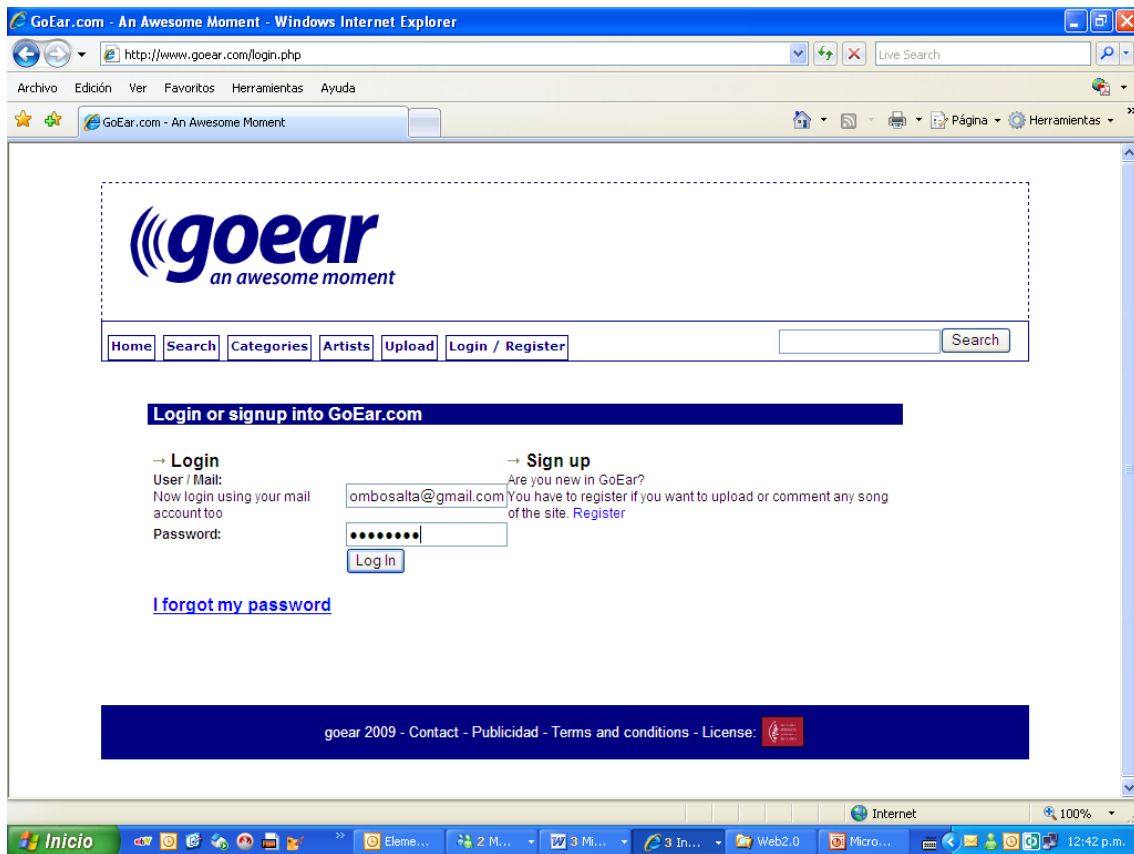 GoEar.com - An Awesome Moment - Windows Internet Explorer
http://www.goear.com/login.php
Live Search
Archivo Edición Ver Favoritos Herramientas Ayuda
GoEar.com - An Awesome Moment
Página
Herramientas
»
goear
an awesome moment
Home Search Categories Artists Upload Login / Register
Search
Login or signup into GoEar.com
→ Login
User / Mail:
Now login using your mail
account too
ombosalta@gmail.com
Password:
••••••••
Log In
I forgot my password
→ Sign up
Are you new in GoEar?
You have to register if you want to upload or comment any song
of the site. Register
goear 2009 - Contact - Publicidad - Terms and conditions - License:
Internet
100%
Inicio
»
Eleme...
2 M...
3 Mi...
3 In...
Web2.0
Micro...
12:42 p.m.